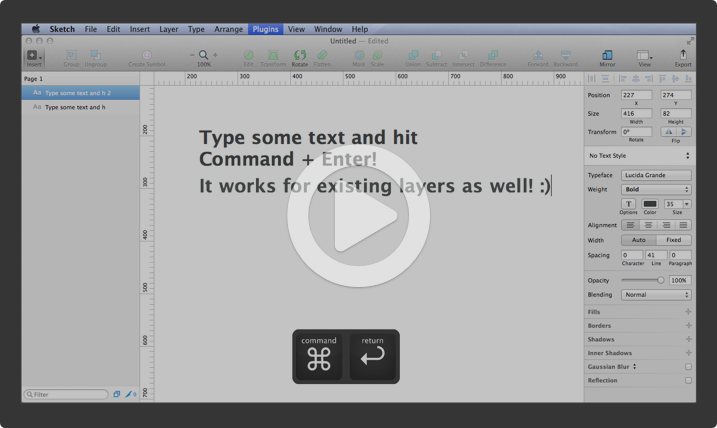 Sketch File Edit Insert Layer Type Arrange Plugins View Window Help
Untitled — Edited
Insert Group Ungroup Create Symbol 100% Edit Transform Rotate Flatten Mask Scale Union Subtract Intersect Difference Forward Backward Mirror View Export
Page 1
Aa Type some text and h 2
Aa Type some text and h
200 300 400 500 600 700 800 900
200
300
400
500
600
700
Type some text and hit
Command + Enter!
It works for existing layers as well! :)
command
⌘
return
Position 227 274
X Y
Size 416 82
Width Height
Transform 0°
Rotate Flip
No Text Style
Typeface Lucida Grande
Weight Bold
T 35
Options Color Size
Alignment
Width Auto Fixed
Spacing 0 41 0
Character Line Paragraph
Opacity 100%
Blending Normal
Fills
Borders
Shadows
Inner Shadows
Gaussian Blur
Reflection
Filter